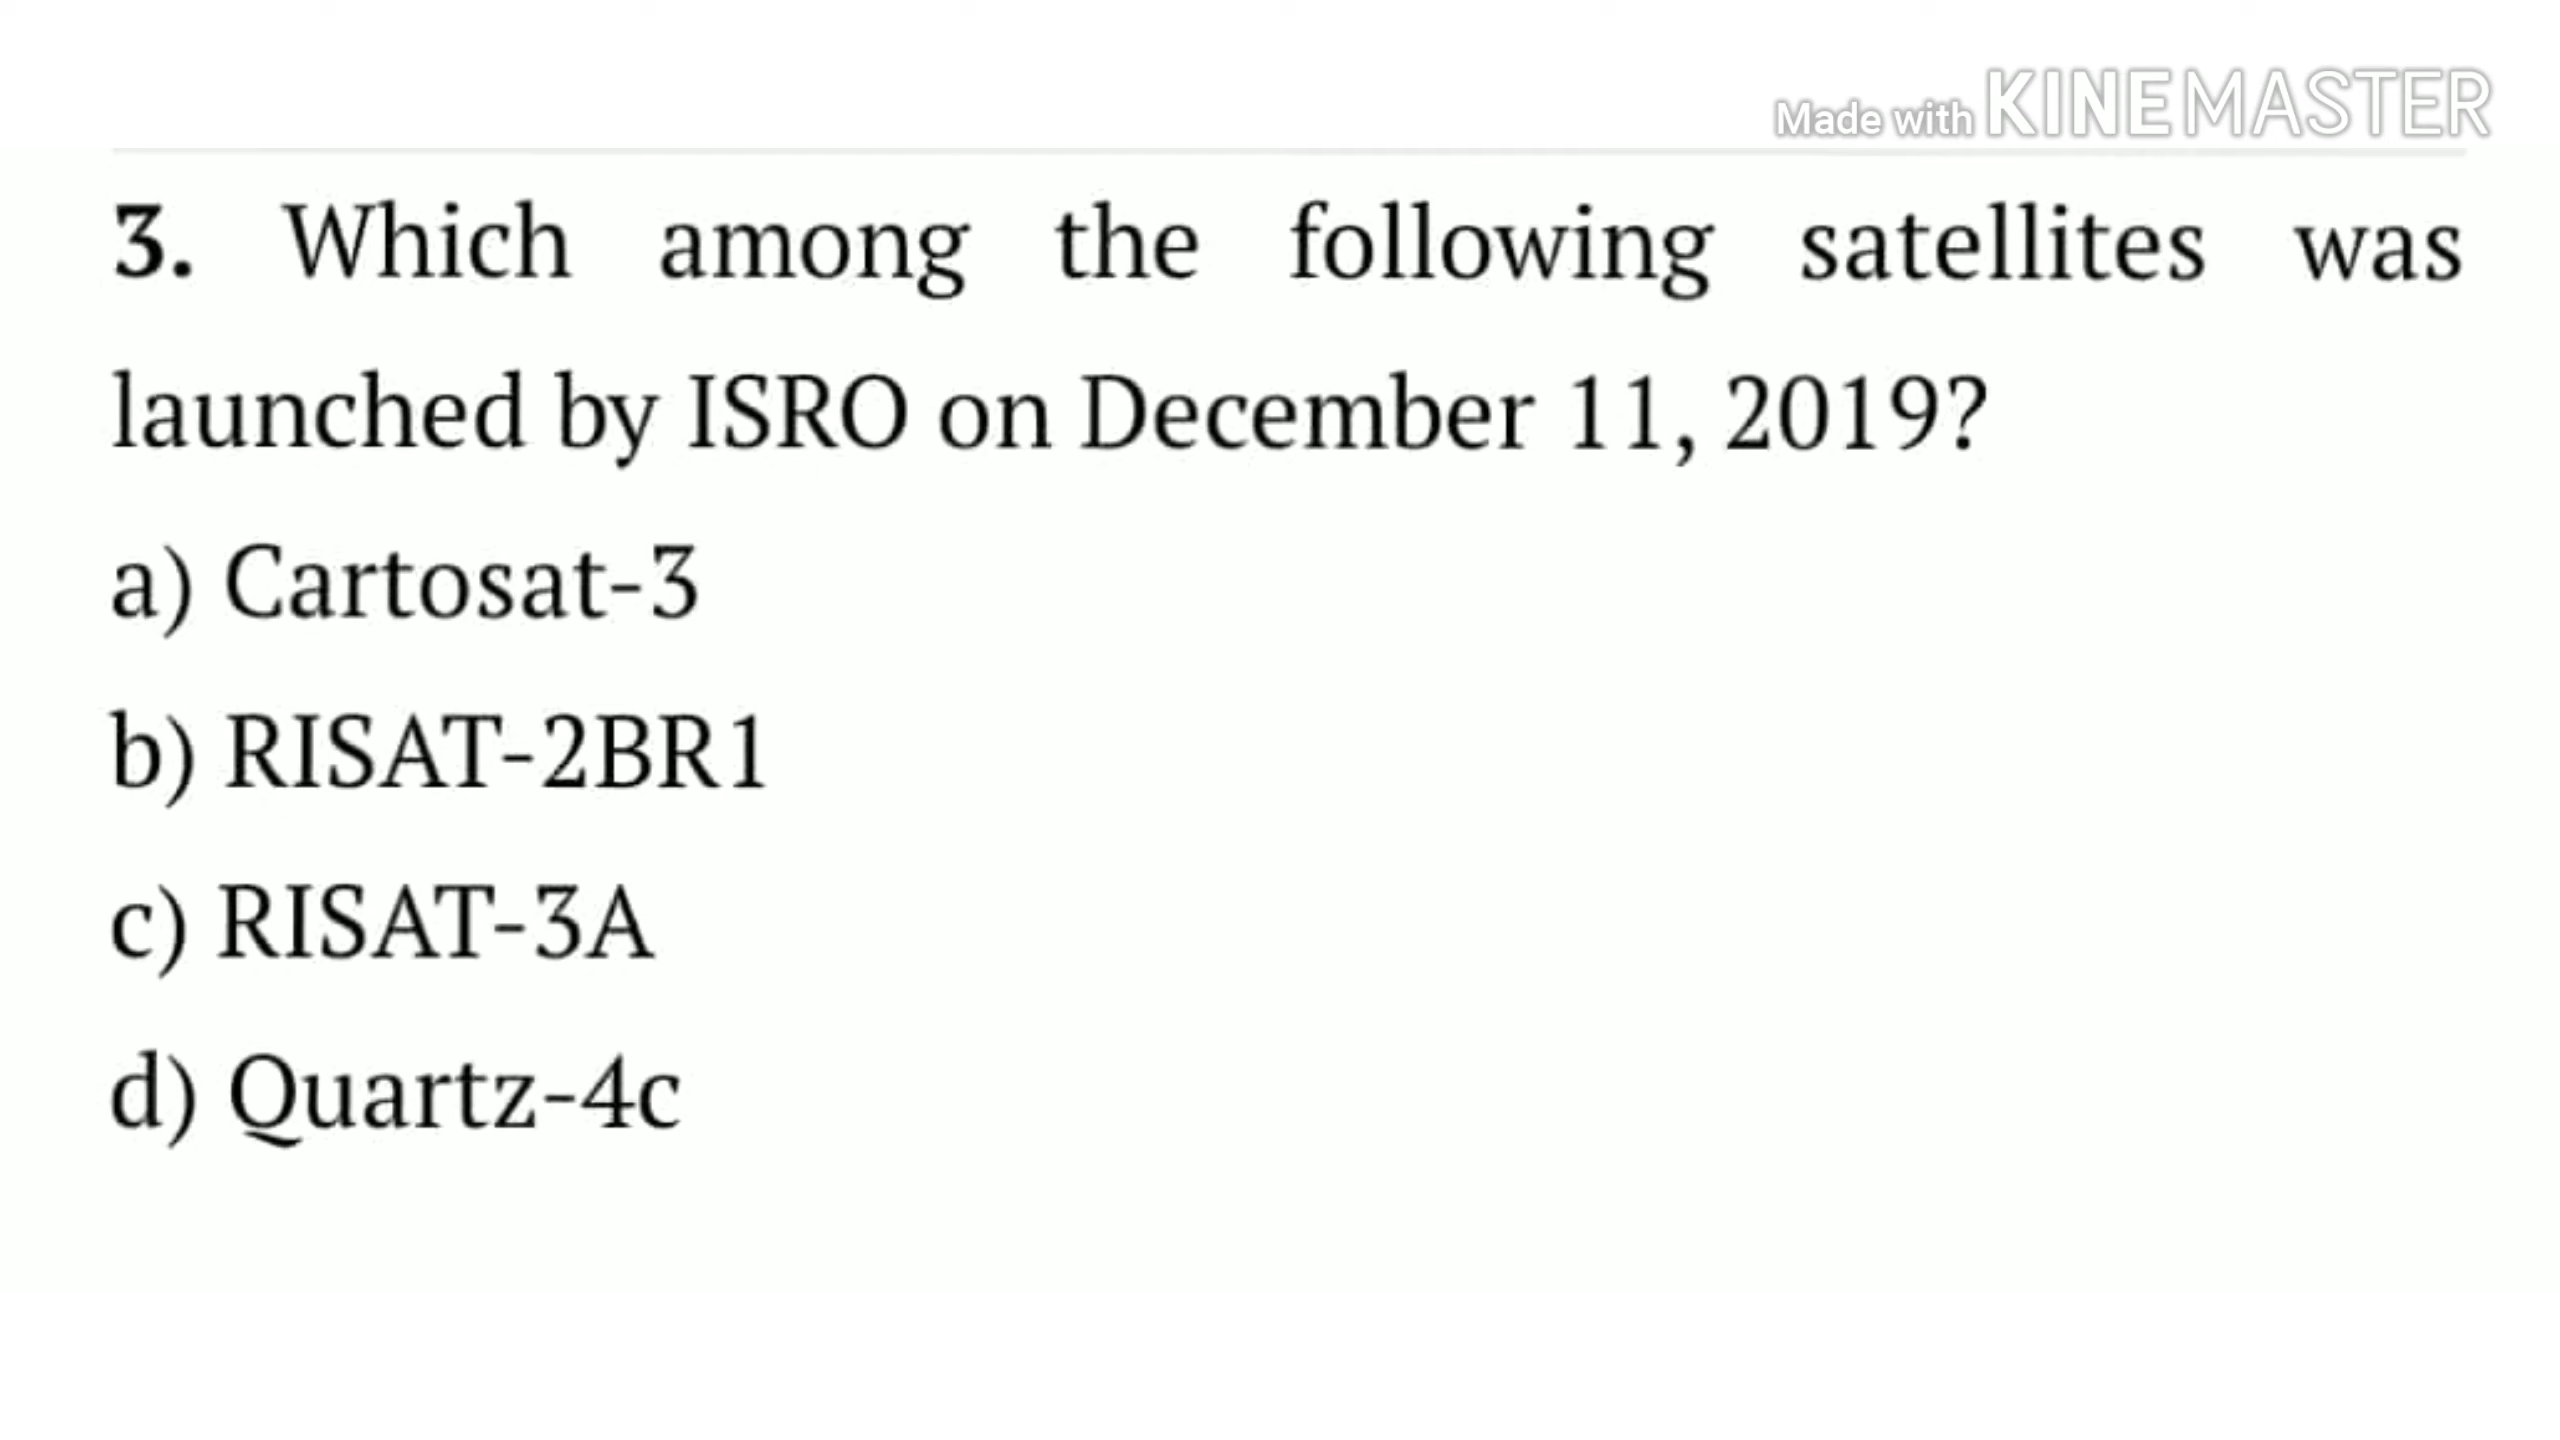 Made with KINEMASTER
3. Which among the following satellites was
launched by ISRO on December 11, 2019?
a) Cartosat-3
b) RISAT-2BR1
c) RISAT-3A
d) Quartz-4c